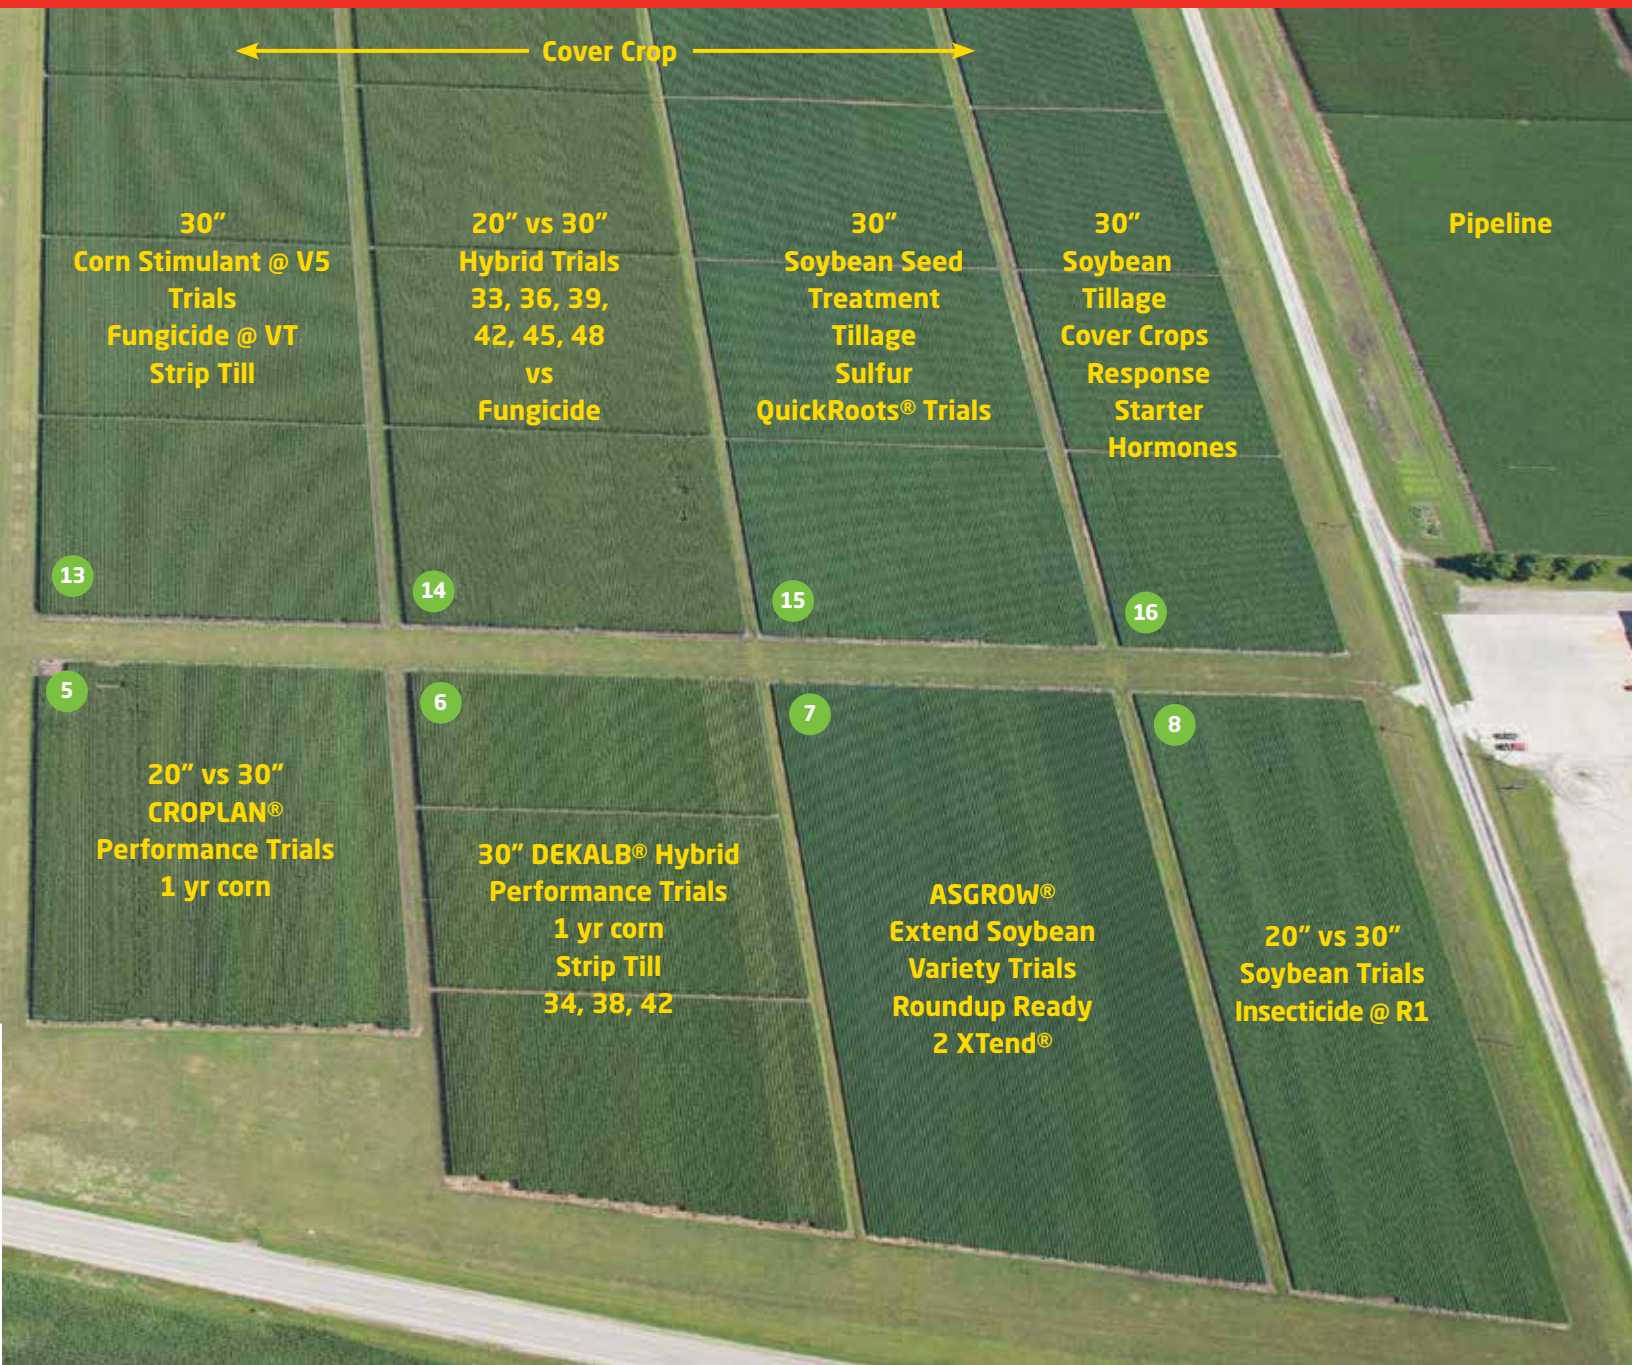 Cover Crop
30”
Corn Stimulant @ V5
Trials
Fungicide @ VT
Strip Till
20” vs 30”
Hybrid Trials
33, 36, 39,
42, 45, 48
vs
Fungicide
30”
Soybean Seed
Treatment
Tillage
Sulfur
QuickRoots® Trials
30”
Soybean
Tillage
Cover Crops
Response
Starter
Hormones
Pipeline
13
14
15
16
5
6
7
8
20” vs 30”
CROPLAN®
Performance Trials
1 yr corn
30” DEKALB® Hybrid
Performance Trials
1 yr corn
Strip Till
34, 38, 42
ASGROW®
Extend Soybean
Variety Trials
Roundup Ready
2 XTend®
20” vs 30”
Soybean Trials
Insecticide @ R1